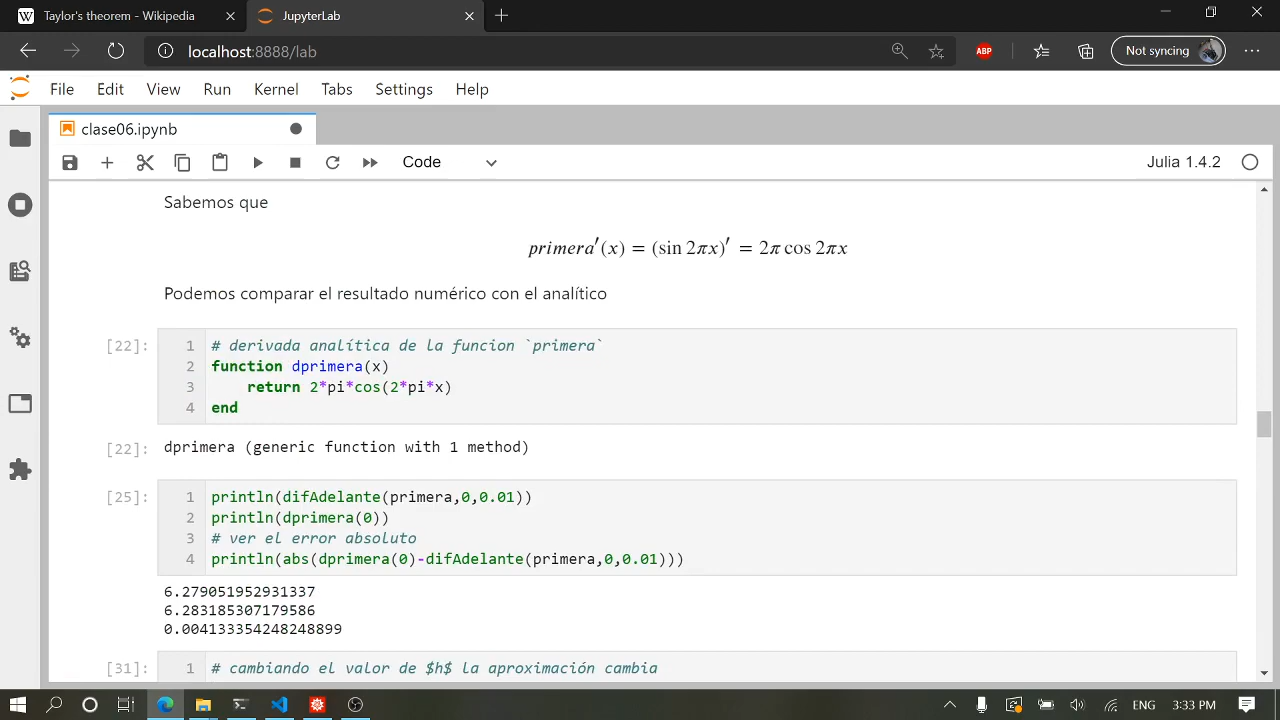 Taylor's theorem - Wikipedia
JupyterLab
localhost:8888/lab
ABP
Not syncing
File Edit View Run Kernel Tabs Settings Help
clase06.ipynb
Code
Julia 1.4.2
Sabemos que
primera′(x) = (sin 2πx)′ = 2π cos 2πx
Podemos comparar el resultado numérico con el analítico
[22]: 1 # derivada analítica de la funcion `primera`
2 function dprimera(x)
3 return 2*pi*cos(2*pi*x)
4 end
[22]: dprimera (generic function with 1 method)
[25]: 1 println(difAdelante(primera,0,0.01))
2 println(dprimera(0))
3 # ver el error absoluto
4 println(abs(dprimera(0)-difAdelante(primera,0,0.01)))
6.279051952931337
6.283185307179586
0.004133354248248899
[31]: 1 # cambiando el valor de $h$ la aproximación cambia
ENG 3:33 PM